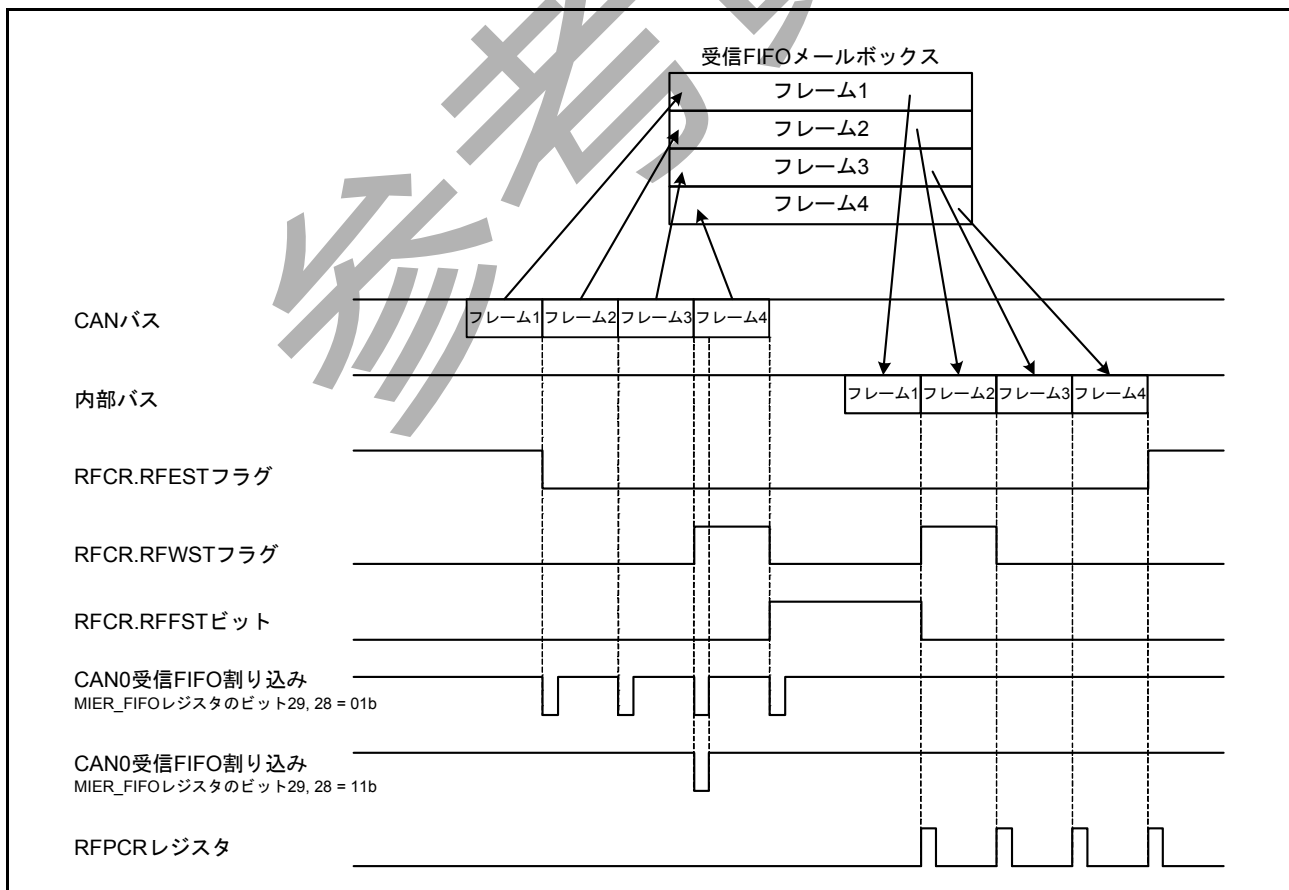 参考
受信FIFOメールボックス
フレーム1
フレーム2
フレーム3
フレーム4
CANバス
フレーム1 フレーム2 フレーム3 フレーム4
内部バス
フレーム1 フレーム2 フレーム3 フレーム4
RFCR.RFESTフラグ
RFCR.RFWSTフラグ
RFCR.RFFSTビット
CAN0受信FIFO割り込み
MIER_FIFOレジスタのビット29, 28 = 01b
CAN0受信FIFO割り込み
MIER_FIFOレジスタのビット29, 28 = 11b
RFPCRレジスタ